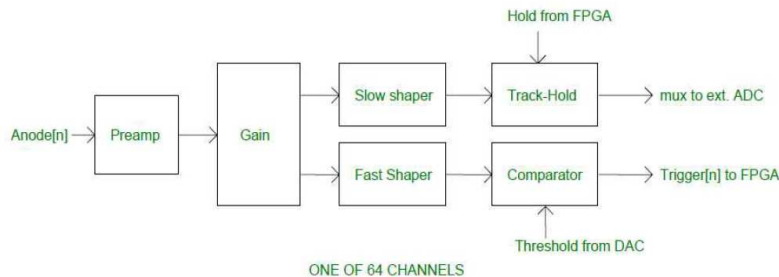 Hold from FPGA
Slow shaper
Track-Hold
mux to ext. ADC
Anode[n]
Preamp
Gain
Fast Shaper
Comparator
Trigger[n] to FPGA
Threshold from DAC
ONE OF 64 CHANNELS